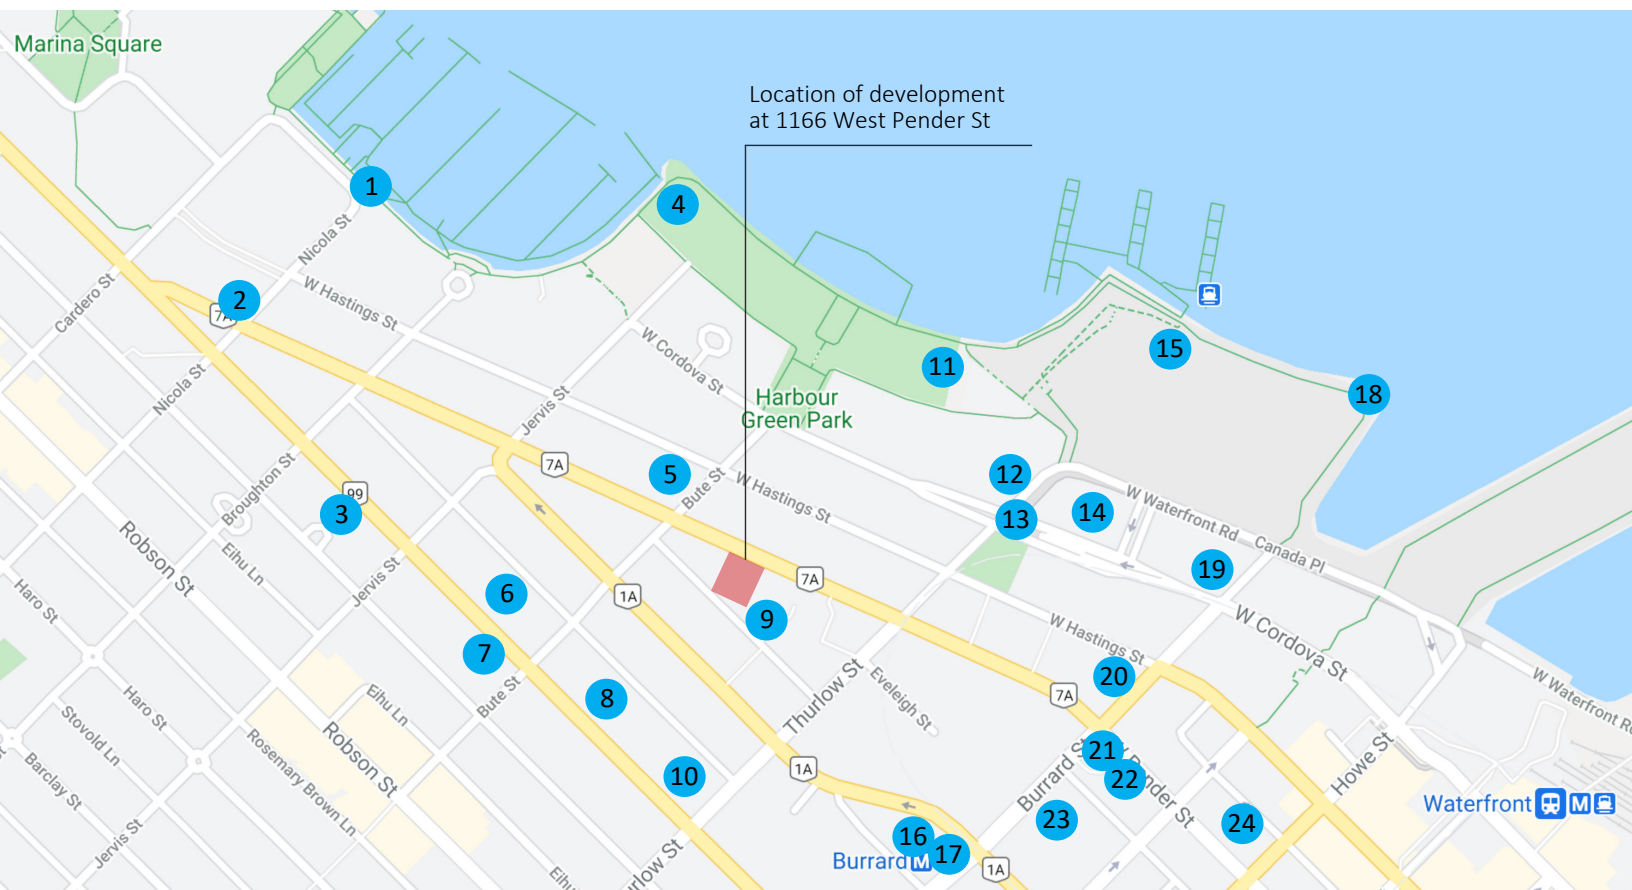 Marina Square
Location of development
at 1166 West Pender St
1
4
Nicola St
2
7A
W Hastings St
Cardero St
15
W Cordova St
11
18
Nicola St
Jervis St
Harbour
Green Park
7A
5
Bute St
W Hastings St
12
W Waterfront Rd
99
3
Broughton St
13
14
Canada Pl
Robson St
Eihu Ln
Jervis St
19
Haro St
6
1A
7A
9
W Cordova St
W Hastings St
7
20
Thurlow St
Eveleigh St
W Waterfront Rd
Eihu Ln
Haro St
Bute St
8
7A
Stovold Ln
Robson St
Rosemary Brown Ln
Barclay St
10
1A
21
22
Burrard St
Pender St
Howe St
Waterfront M
23
24
Jervis St
16
17
Burrard M
1A
Eihu
urlow St